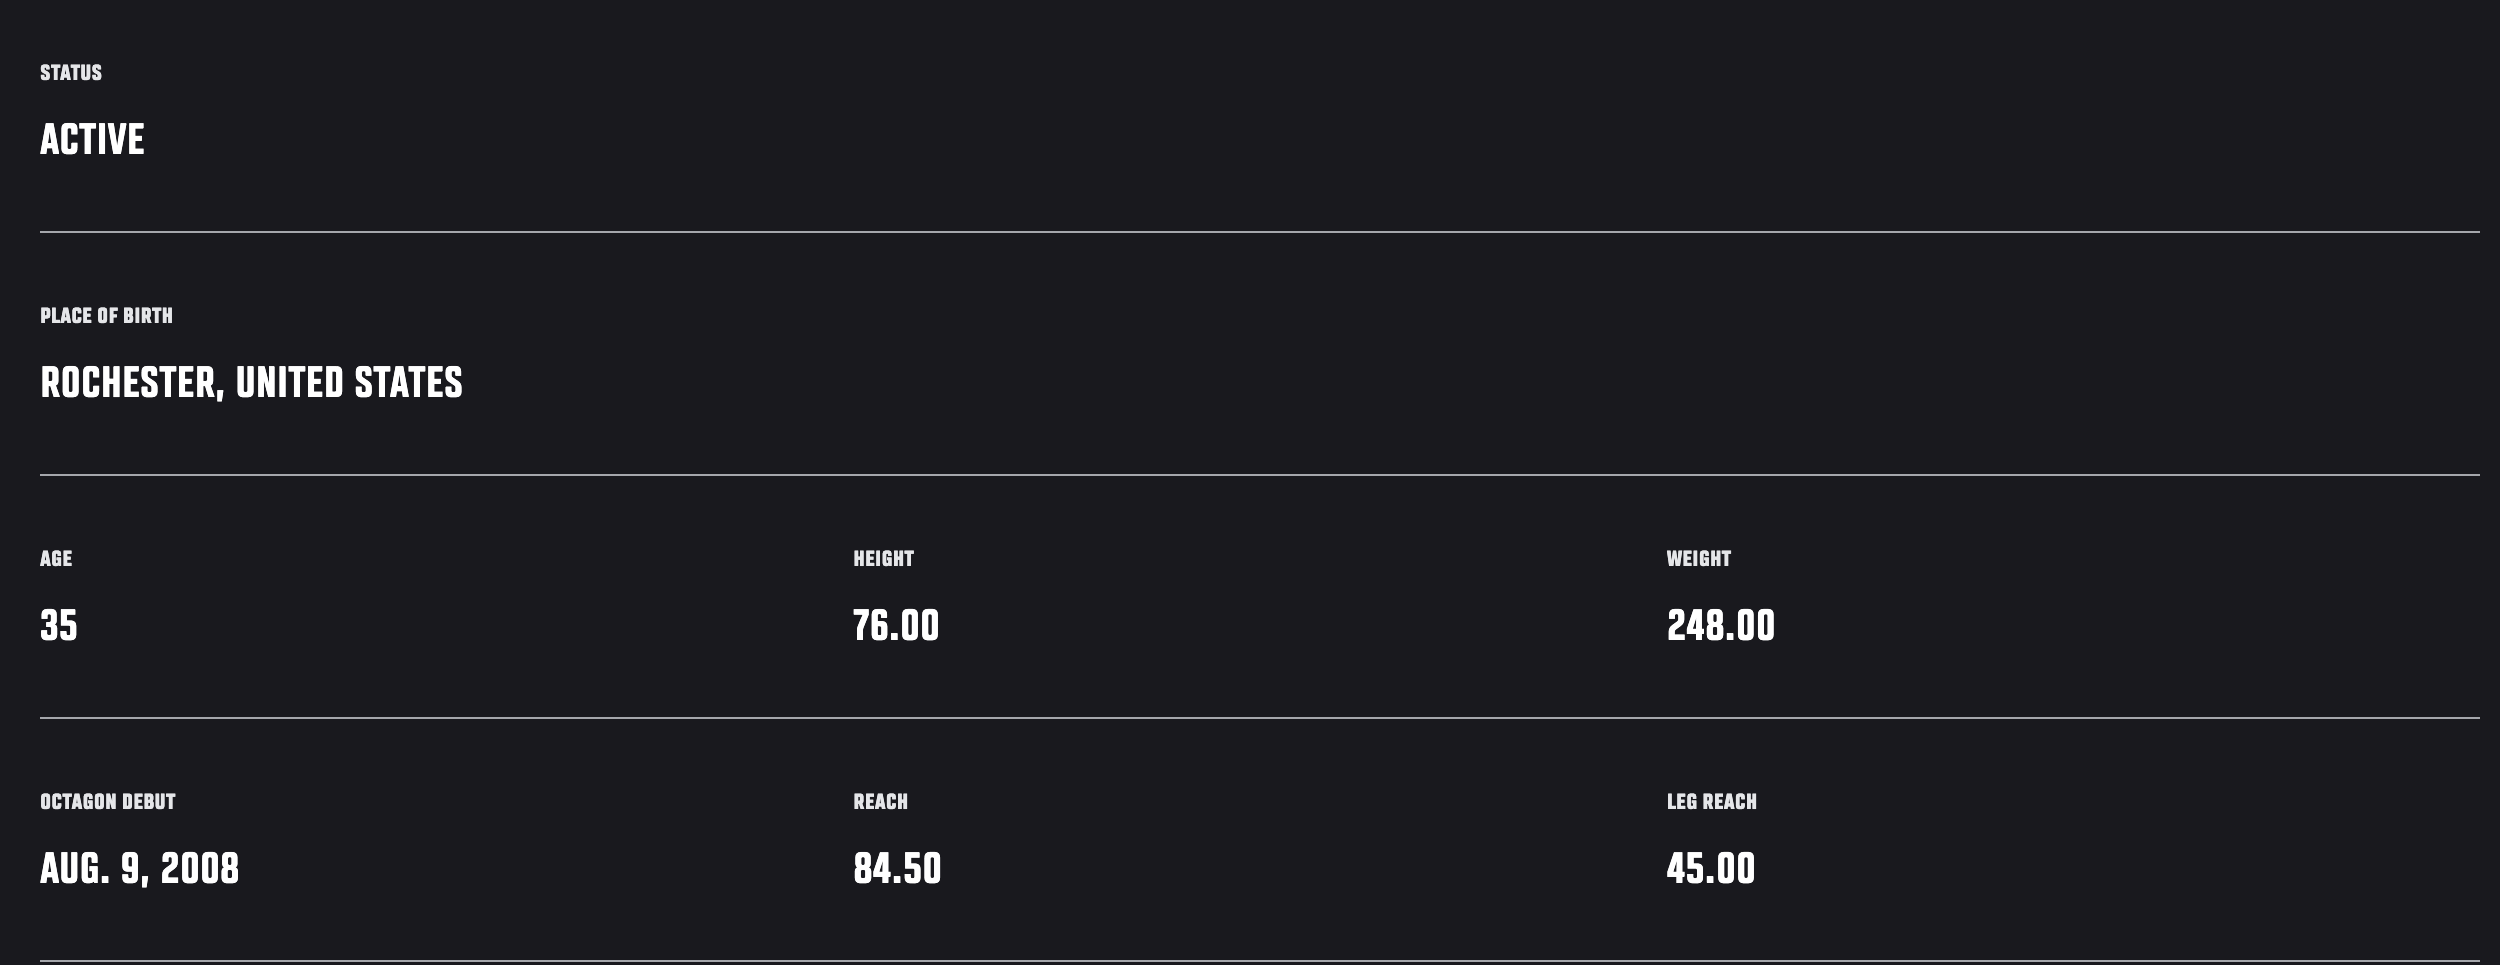 STATUS
ACTIVE
PLACE OF BIRTH
ROCHESTER, UNITED STATES
AGE
HEIGHT
WEIGHT
35
76.00
248.00
OCTAGON DEBUT
REACH
LEG REACH
AUG. 9, 2008
84.50
45.00